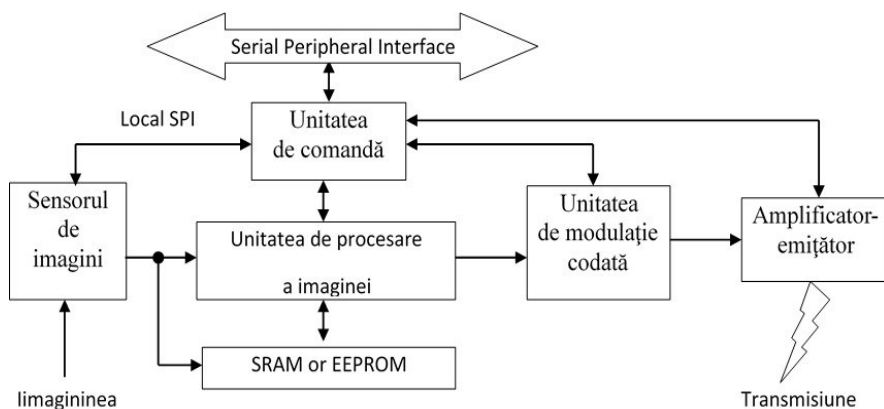 Serial Peripheral Interface
Local SPI
Unitatea
de comandă
Sensorul
de
imagini
Unitatea de procesare
a imaginei
Unitatea
de modulație
codată
Amplificator-
emițător
SRAM or EEPROM
Iimagininea
Transmisiune